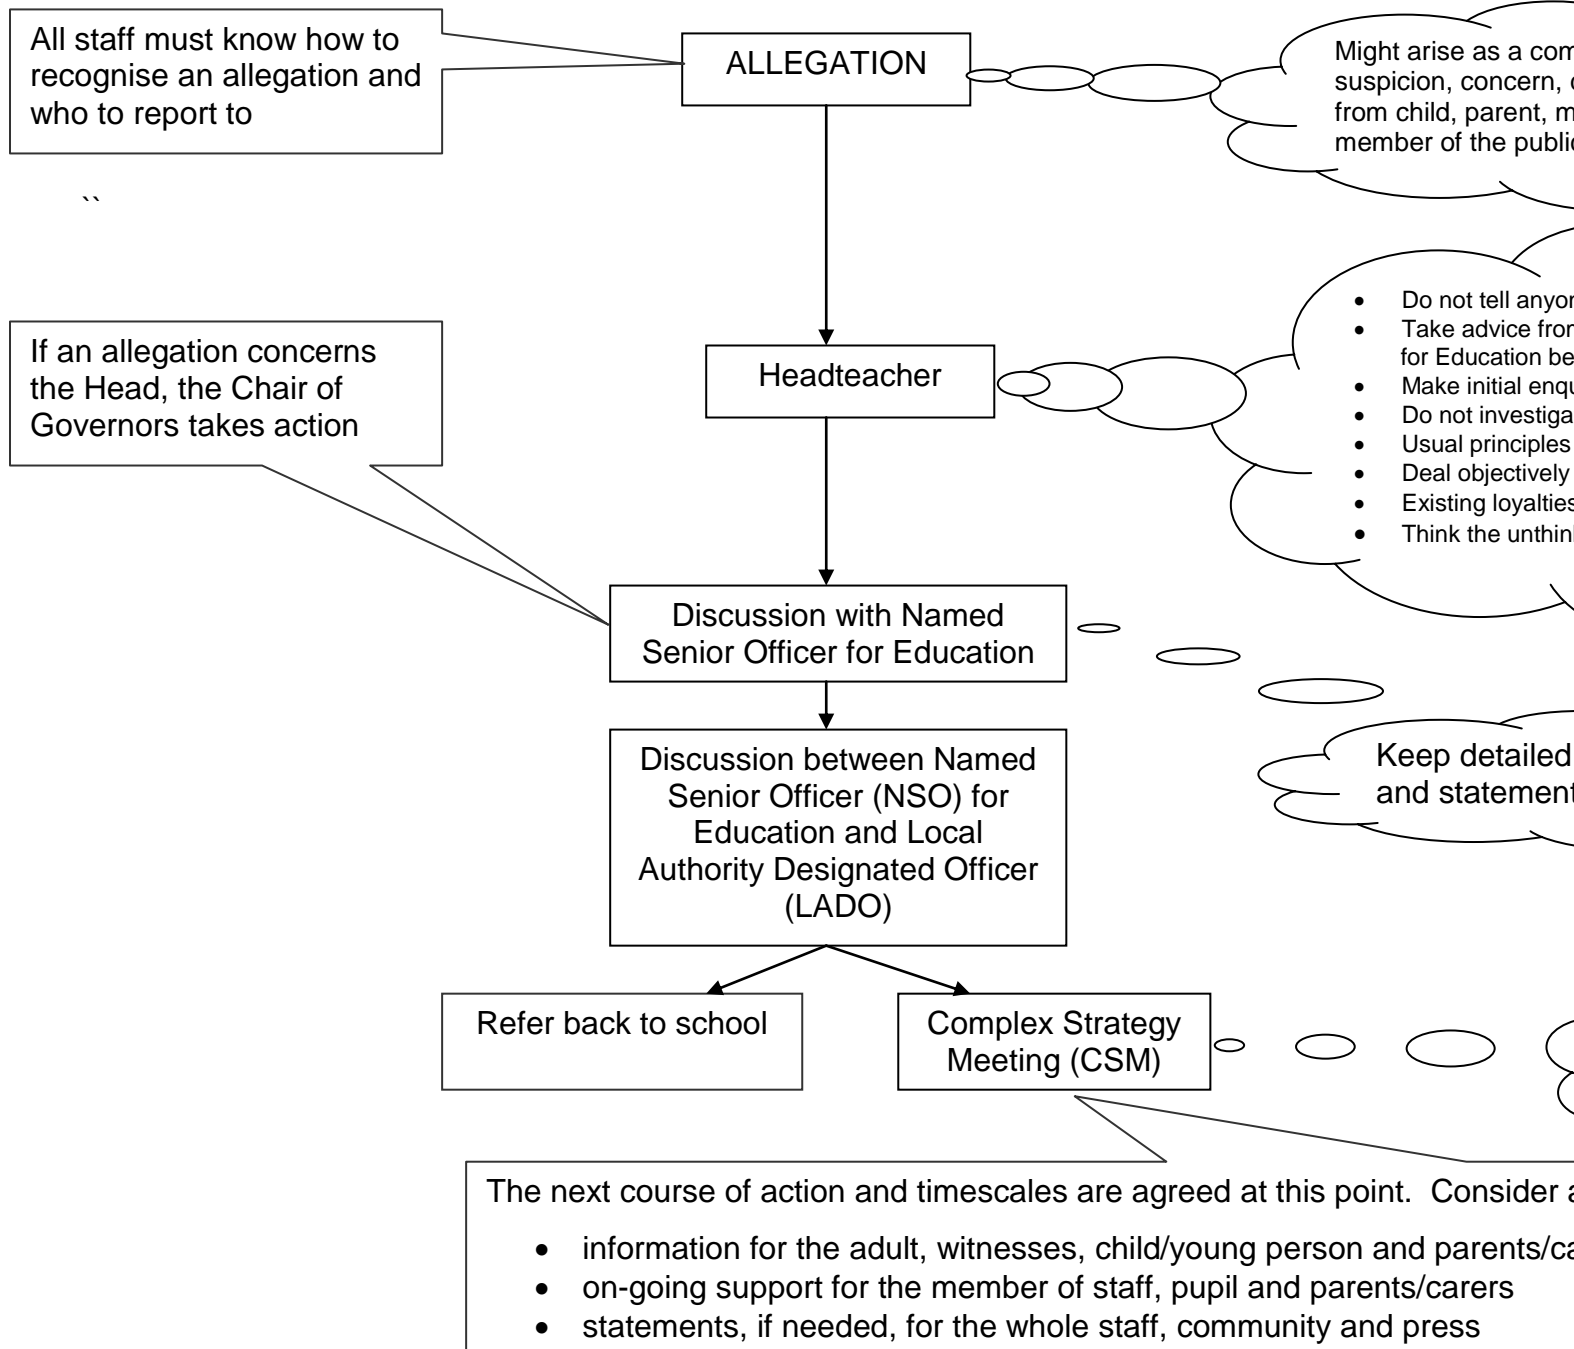 All staff must know how to
recognise an allegation and
who to report to
ALLEGATION
Might arise as a com
suspicion, concern,
from child, parent, m
member of the public
``
If an allegation concerns
the Head, the Chair of
Governors takes action
Headteacher
• Do not tell anyon
• Take advice from
for Education be
• Make initial enqu
• Do not investiga
• Usual principles
• Deal objectively
• Existing loyalties
• Think the unthin
Discussion with Named
Senior Officer for Education
Discussion between Named
Senior Officer (NSO) for
Education and Local
Authority Designated Officer
(LADO)
Keep detailed
and statement
Refer back to school
Complex Strategy
Meeting (CSM)
The next course of action and timescales are agreed at this point. Consider a
• information for the adult, witnesses, child/young person and parents/ca
• on-going support for the member of staff, pupil and parents/carers
• statements, if needed, for the whole staff, community and press